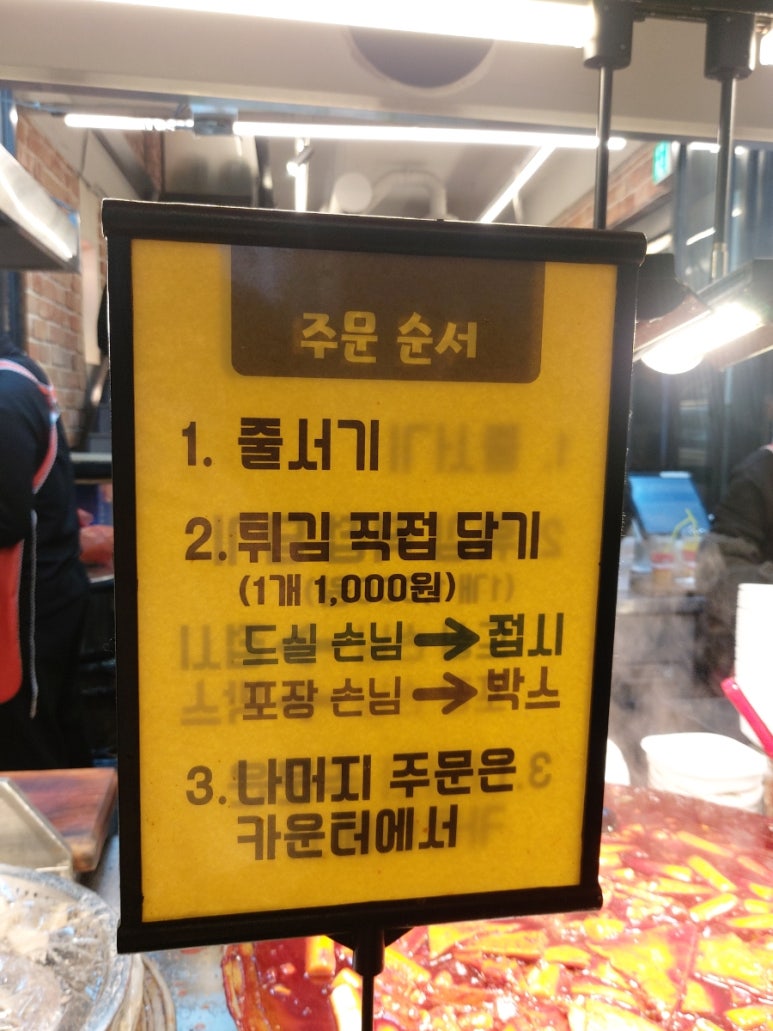 주문 순서
1. 줄서기
2. 튀김 직접 담기
(1개 1,000원)
드실 손님 → 접시
포장 손님 → 박스
3. 나머지 주문은
카운터에서